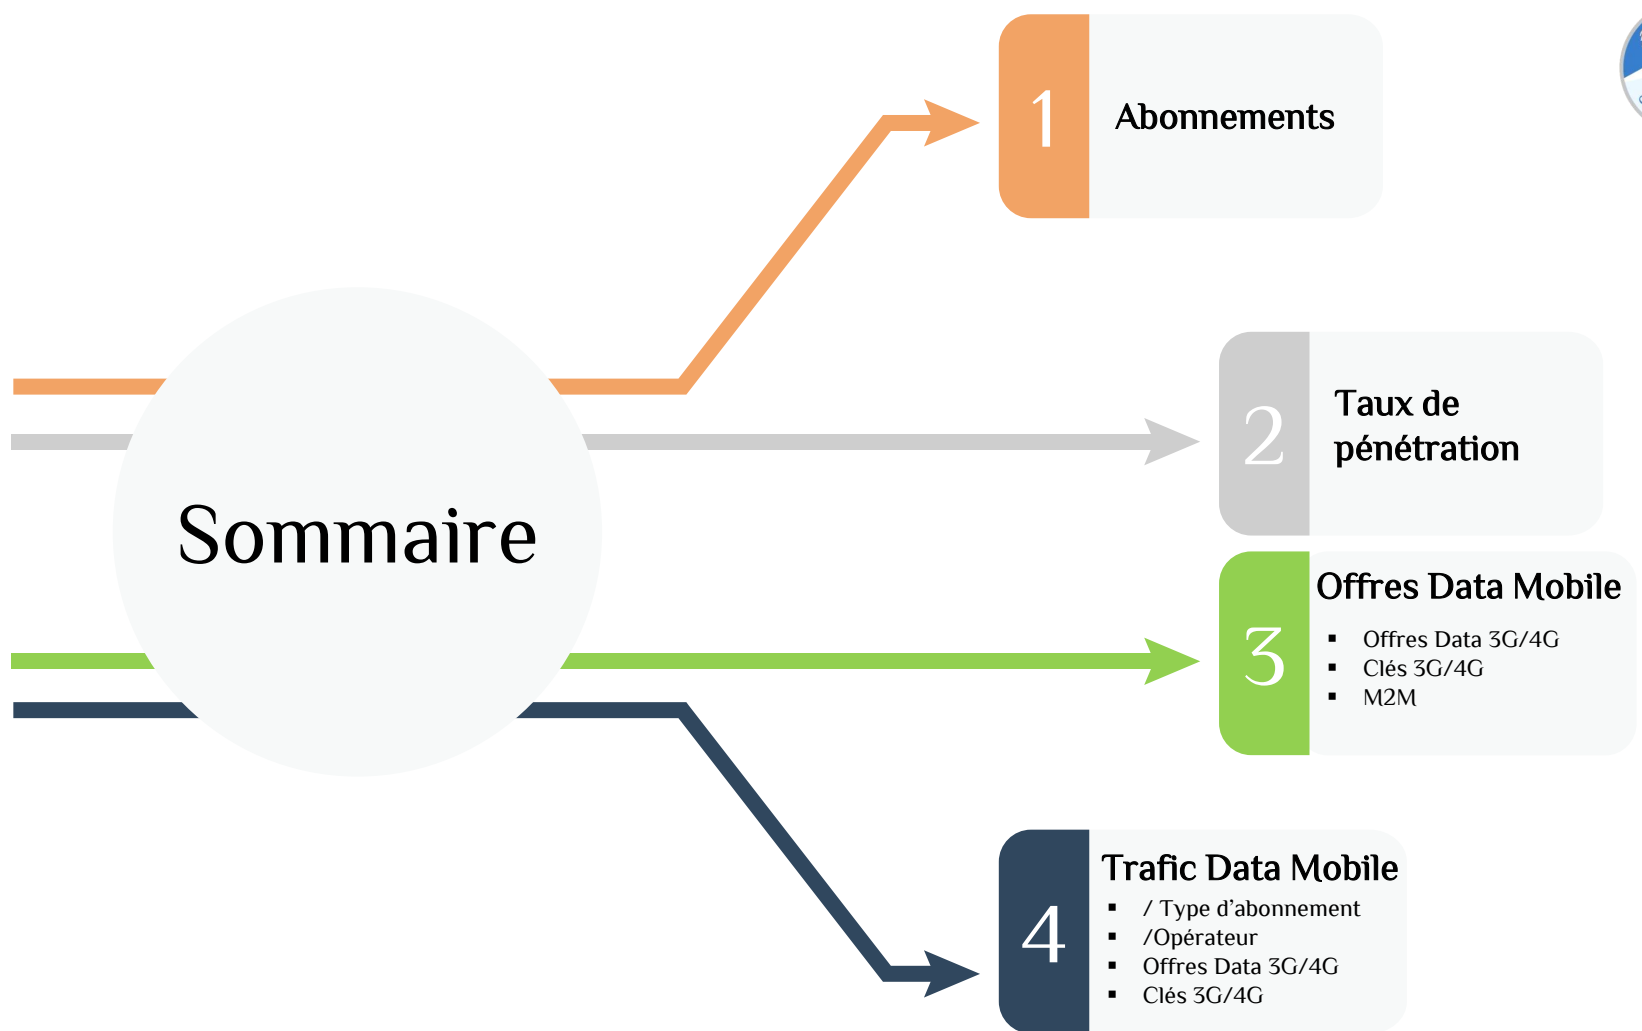 Sommaire
1
Abonnements
2
Taux de
pénétration
3
Offres Data Mobile
▪ Offres Data 3G/4G
▪ Clés 3G/4G
▪ M2M
4
Trafic Data Mobile
▪ / Type d’abonnement
▪ /Opérateur
▪ Offres Data 3G/4G
▪ Clés 3G/4G